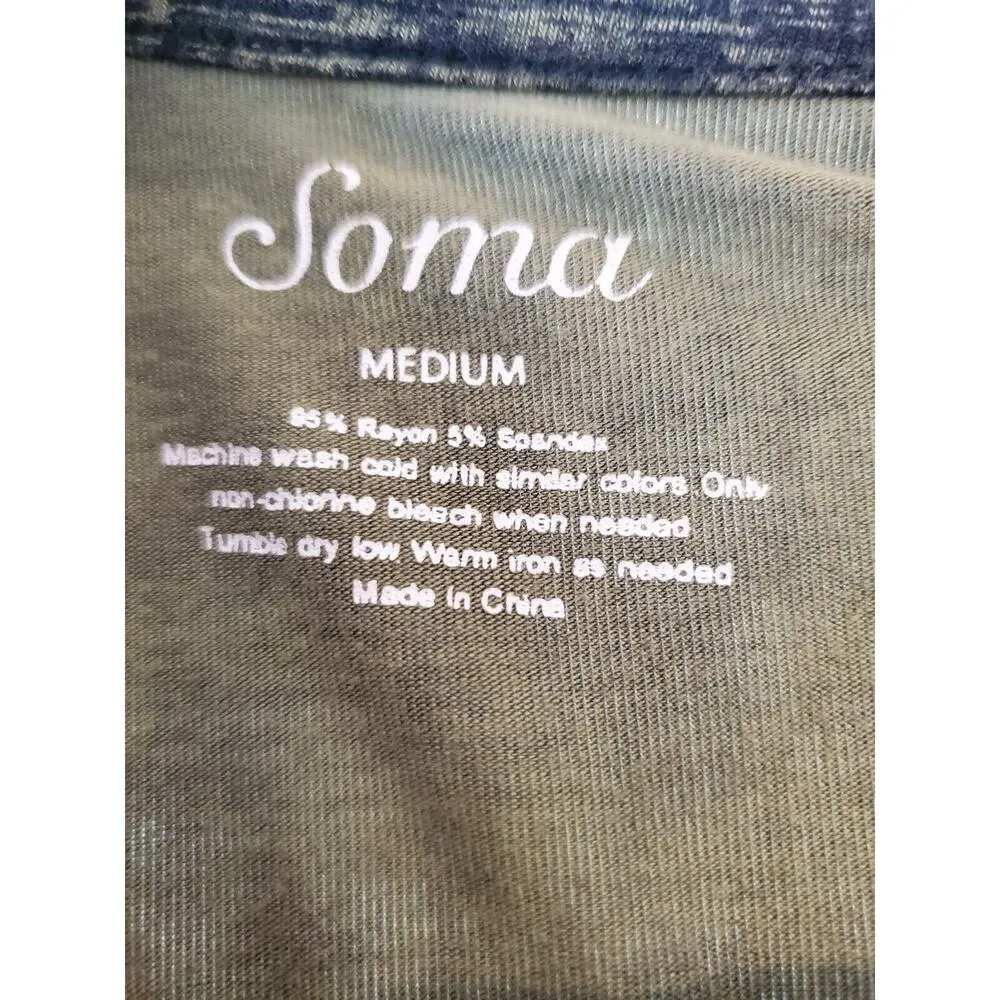 Soma
MEDIUM
95% Rayon 5% Spandex
Machine wash cold with similar colors Only
non-chlorine bleach when needed
Tumble dry low Warm iron as needed
Made in China